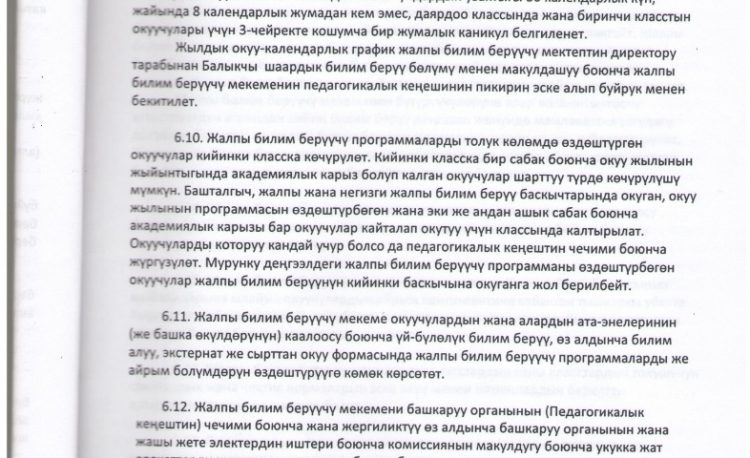 жайында 8 календарлык жумадан кем эмес, даярдоо классында жана биринчи класстын
окуучулары үчүн 3-чейректе кошумча бир жумалык каникул белгиленет.
Жылдык окуу-календарлык график жалпы билим берүүчү мектептин директору
тарабынан Балыкчы шаардык билим берүү бөлүмү менен макулдашуу боюнча жалпы
билим берүүчү мекеменин педагогикалык кеңешинин пикирин эске алып буйрук менен
бекитилет.
6.10. Жалпы билим берүүчү программаларды толук көлөмдө өздөштүргөн
окуучулар кийинки класска көчүрүлөт. Кийинки класска бир сабак боюнча окуу жылынын
жыйынтыгында академиялык карыз болуп калган окуучулар шарттуу түрдө көчүрүлүшү
мүмкүн. Башталгыч, жалпы жана негизги жалпы билим берүү баскычтарында окуган, окуу
жылынын программасын өздөштүрбөгөн жана эки же андан ашык сабак боюнча
академиялык карызы бар окуучулар кайталап окутуу үчүн классында калтырылат.
Окуучуларды которуу кандай учур болсо да педагогикалык кеңештин чечими боюнча
жүргүзүлөт. Мурунку деңгээлдеги жалпы билим берүүчү программаны өздөштүрбөгөн
окуучулар жалпы билим берүүнүн кийинки баскычына окуганга жол берилбейт.
6.11. Жалпы билим берүүчү мекеме окуучулардын жана алардын ата-энелеринин
(же башка өкүлдөрүнүн) каалоосу боюнча үй-бүлөлүк билим берүү, өз алдынча билим
алуу, экстернат же сырттан окуу формасында жалпы билим берүүчү программаларды же
айрым бөлүмдөрүн өздөштүрүүгө көмөк көрсөтөт.
6.12. Жалпы билим берүүчү мекемени башкаруу органынын (Педагогикалык
кеңештин) чечими боюнча жана жергиликтүү өз алдынча башкаруу органынын жана
жашы жете электердин иштери боюнча комиссиянын макулдугу боюнча укукка жат